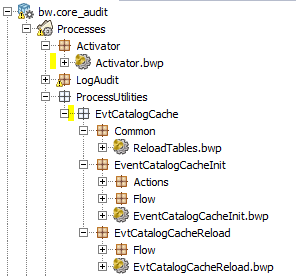 bw.core_audit
Processes
Activator
Activator.bwp
LogAudit
ProcessUtilities
EvtCatalogCache
Common
ReloadTables.bwp
EventCatalogCacheInit
Actions
Flow
EventCatalogCacheInit.bwp
EvtCatalogCacheReload
Flow
EvtCatalogCacheReload.bwp